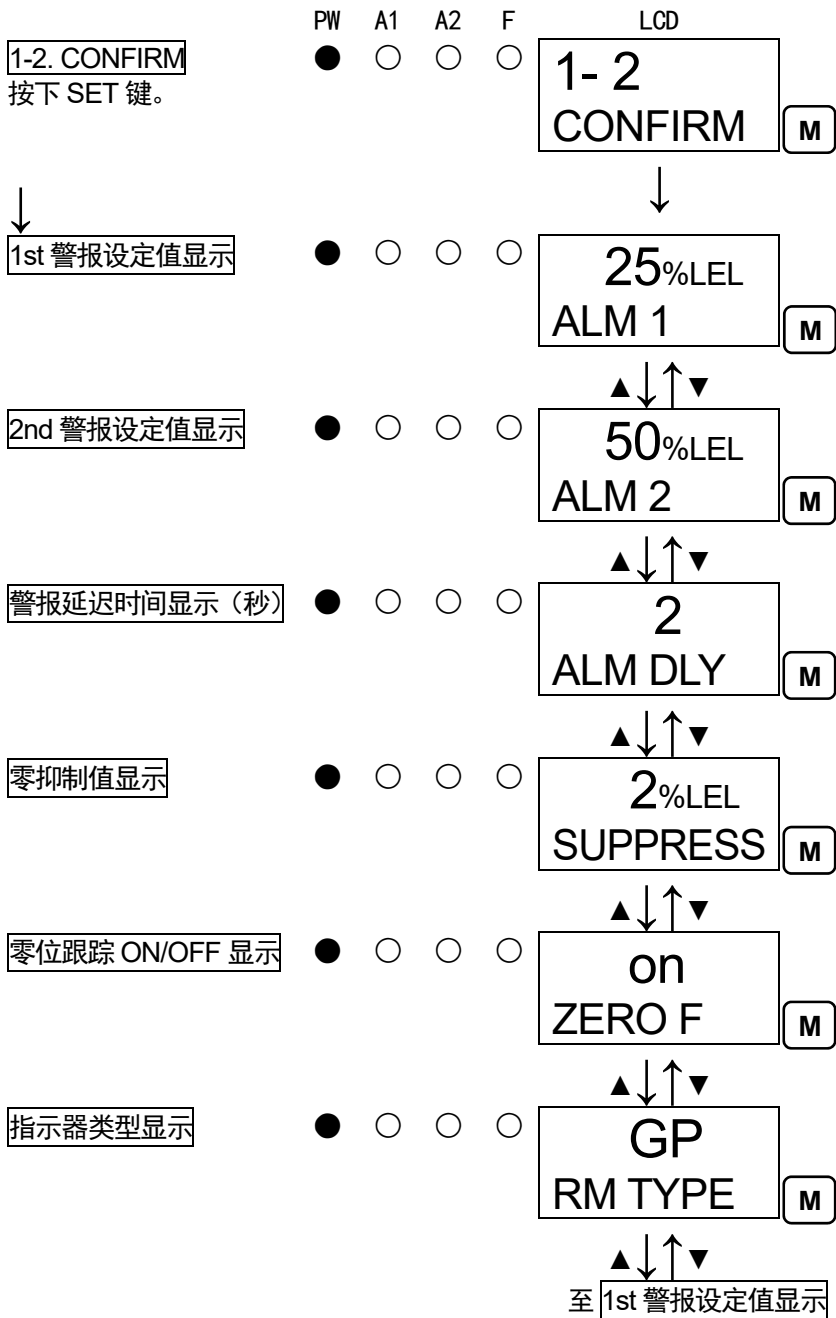 PW A1 A2 F LCD
1-2. CONFIRM ● ○ ○ ○ 1- 2
按下 SET 键。
CONFIRM M
↓ ↓
1st 警报设定值显示 ● ○ ○ ○ 25%LEL
ALM 1 M
▲↓↑▼
2nd 警报设定值显示 ● ○ ○ ○ 50%LEL
ALM 2 M
▲↓↑▼
警报延迟时间显示（秒） ● ○ ○ ○ 2
ALM DLY M
▲↓↑▼
零抑制值显示 ● ○ ○ ○ 2%LEL
SUPPRESS M
▲↓↑▼
零位跟踪 ON/OFF 显示 ● ○ ○ ○ on
ZERO F M
▲↓↑▼
指示器类型显示 ● ○ ○ ○ GP
RM TYPE M
▲↓↑▼
至 1st 警报设定值显示